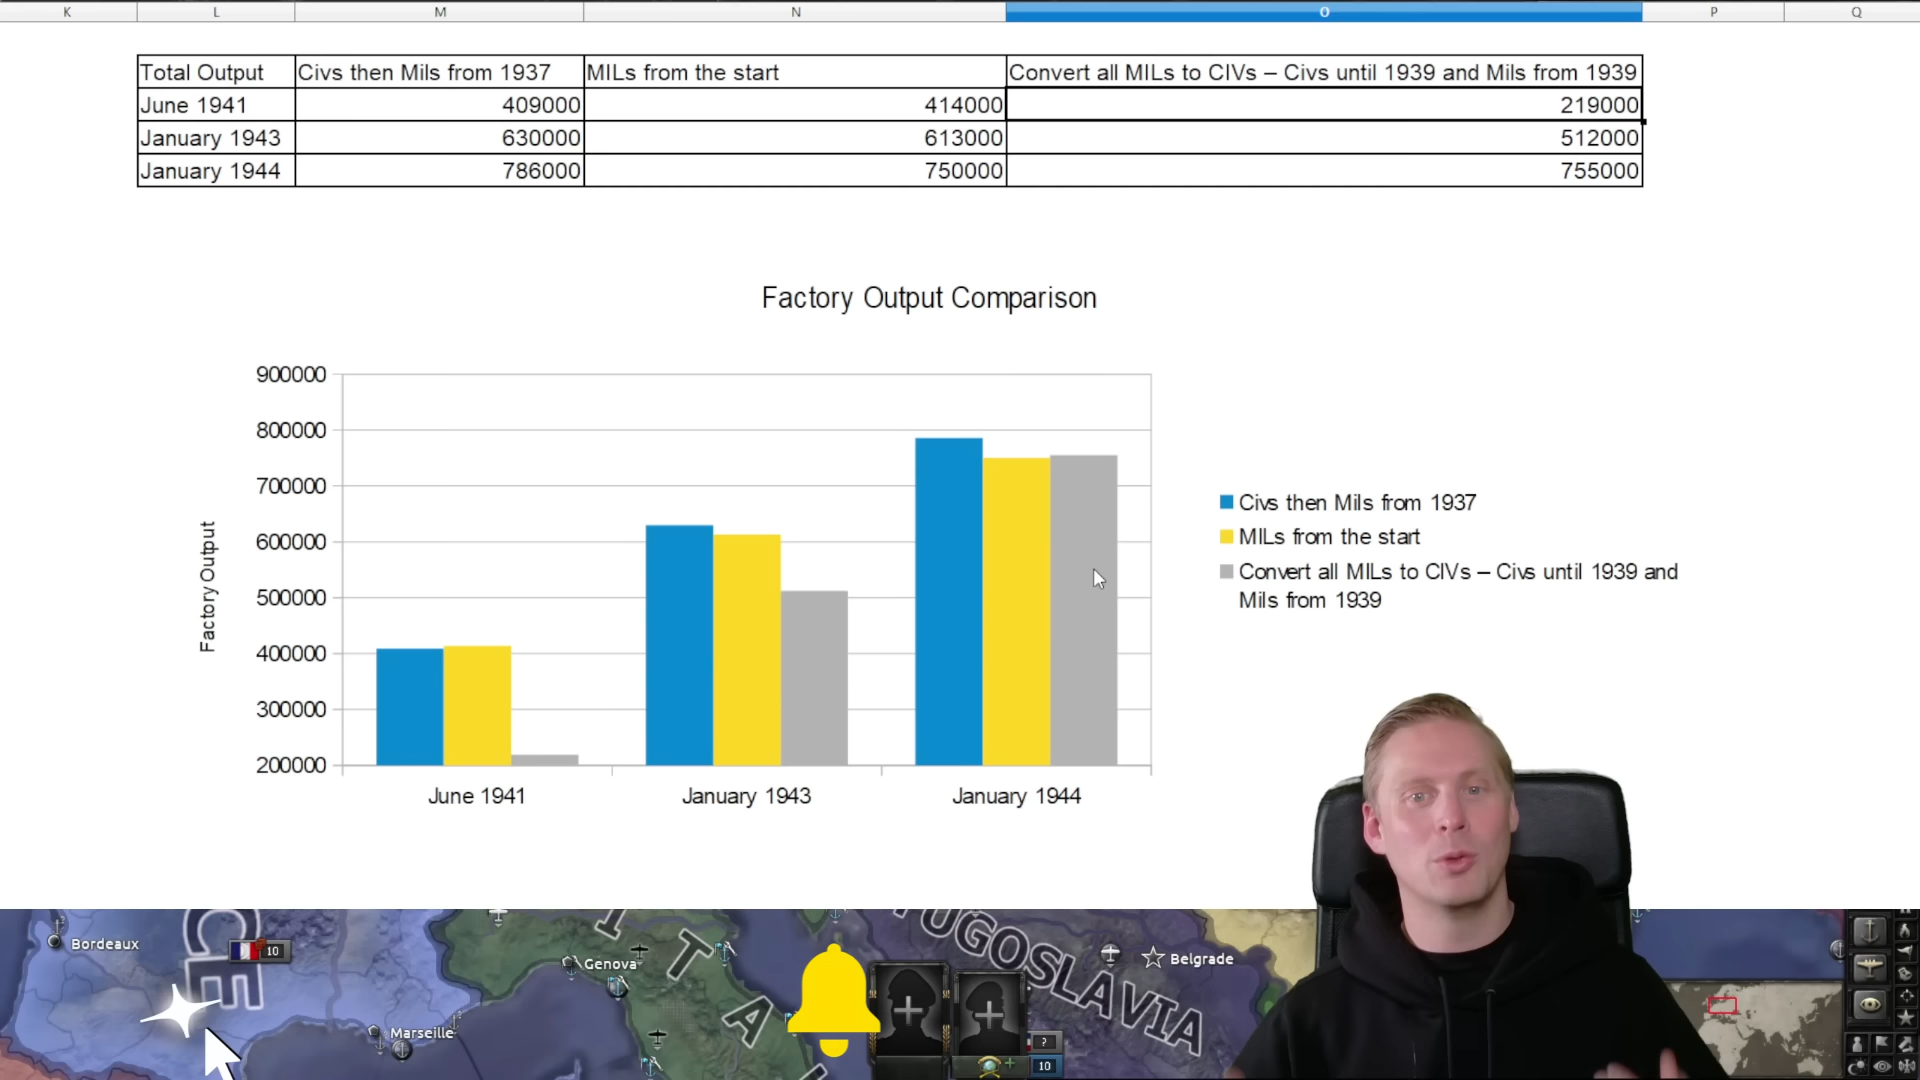 K L M N O P Q
Total Output Civs then Mils from 1937 MILs from the start Convert all MILs to CIVs – Civs until 1939 and Mils from 1939
June 1941 409000 414000 219000
January 1943 630000 613000 512000
January 1944 786000 750000 755000
Factory Output Comparison
Factory Output
900000
800000
700000
600000
500000
400000
300000
200000
June 1941 January 1943 January 1944
Civs then Mils from 1937
MILs from the start
Convert all MILs to CIVs – Civs until 1939 and
Mils from 1939
Bordeaux
10
CE
Genova
ITA
Marseille
UGOSLAVIA
Belgrade
?
10